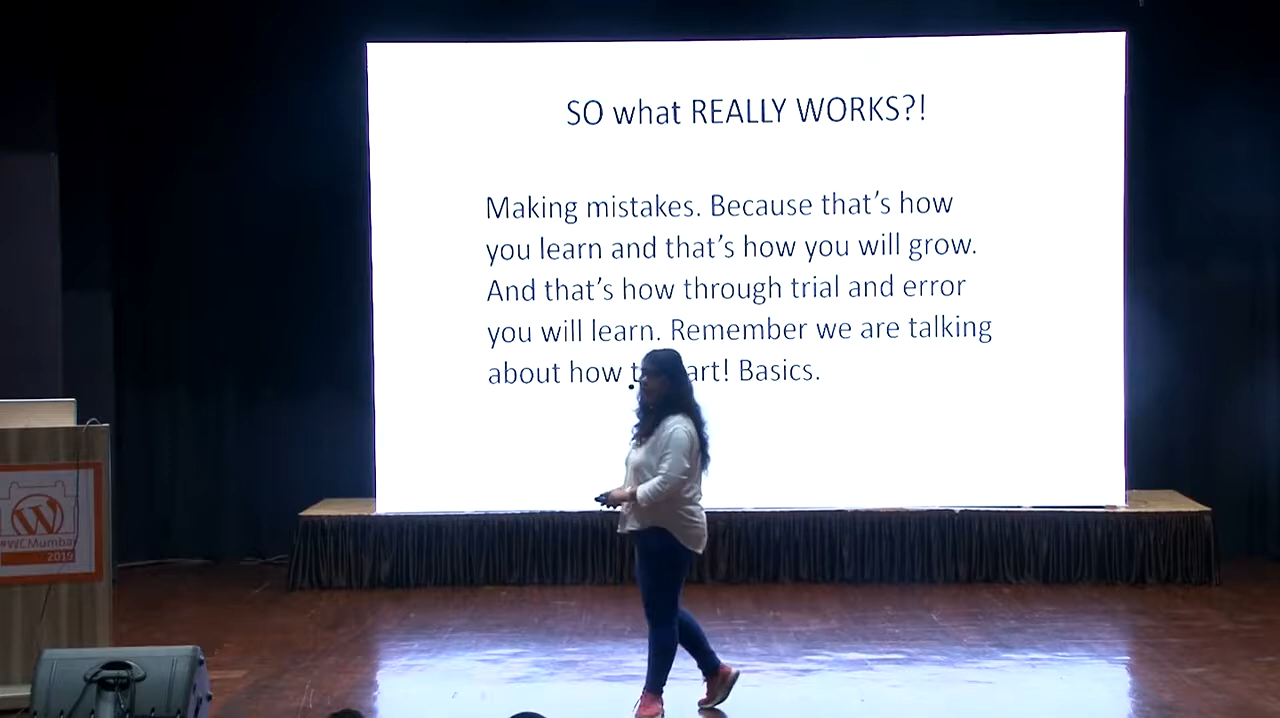 SO what REALLY WORKS?!
Making mistakes. Because that’s how
you learn and that’s how you will grow.
And that’s how through trial and error
you will learn. Remember we are talking
about how art! Basics.
W
#WCMumba
2019